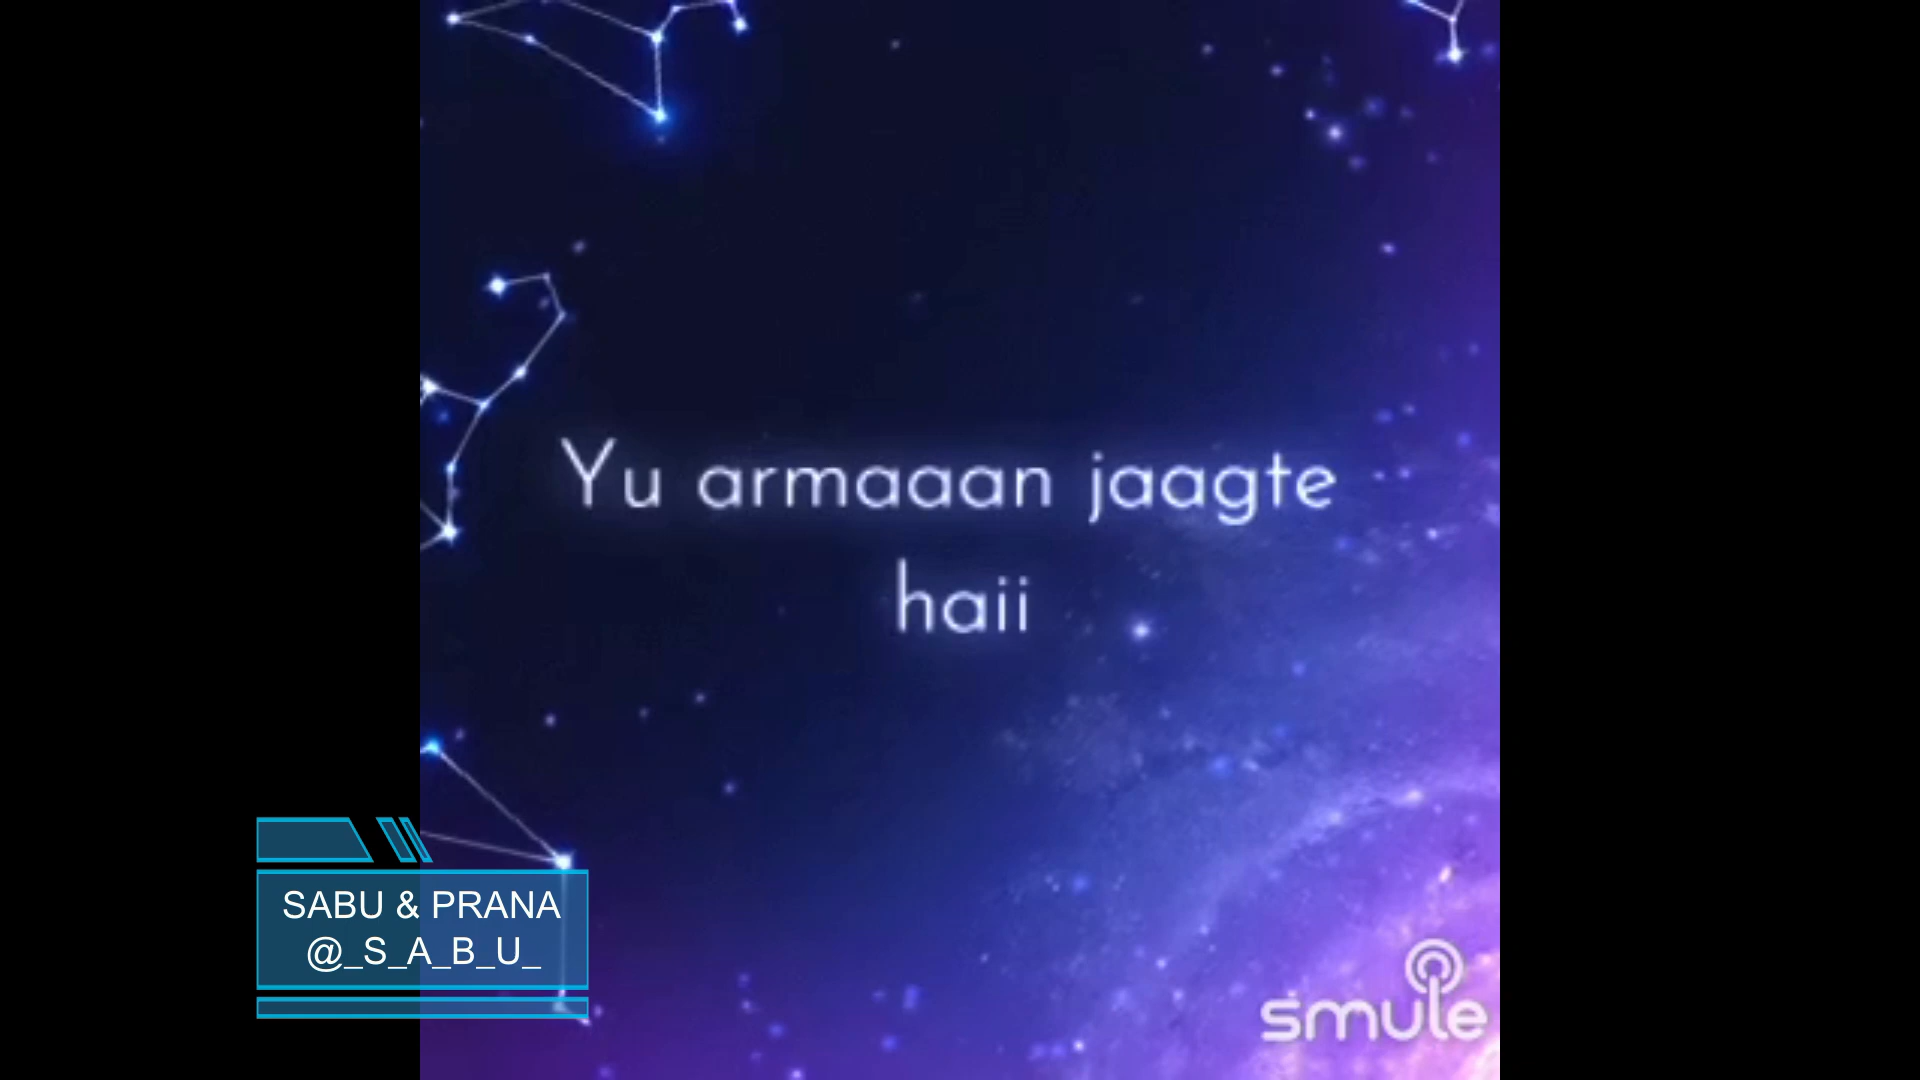 Yu armaaan jaagte
haii
SABU & PRANA
@_S_A_B_U_
smule